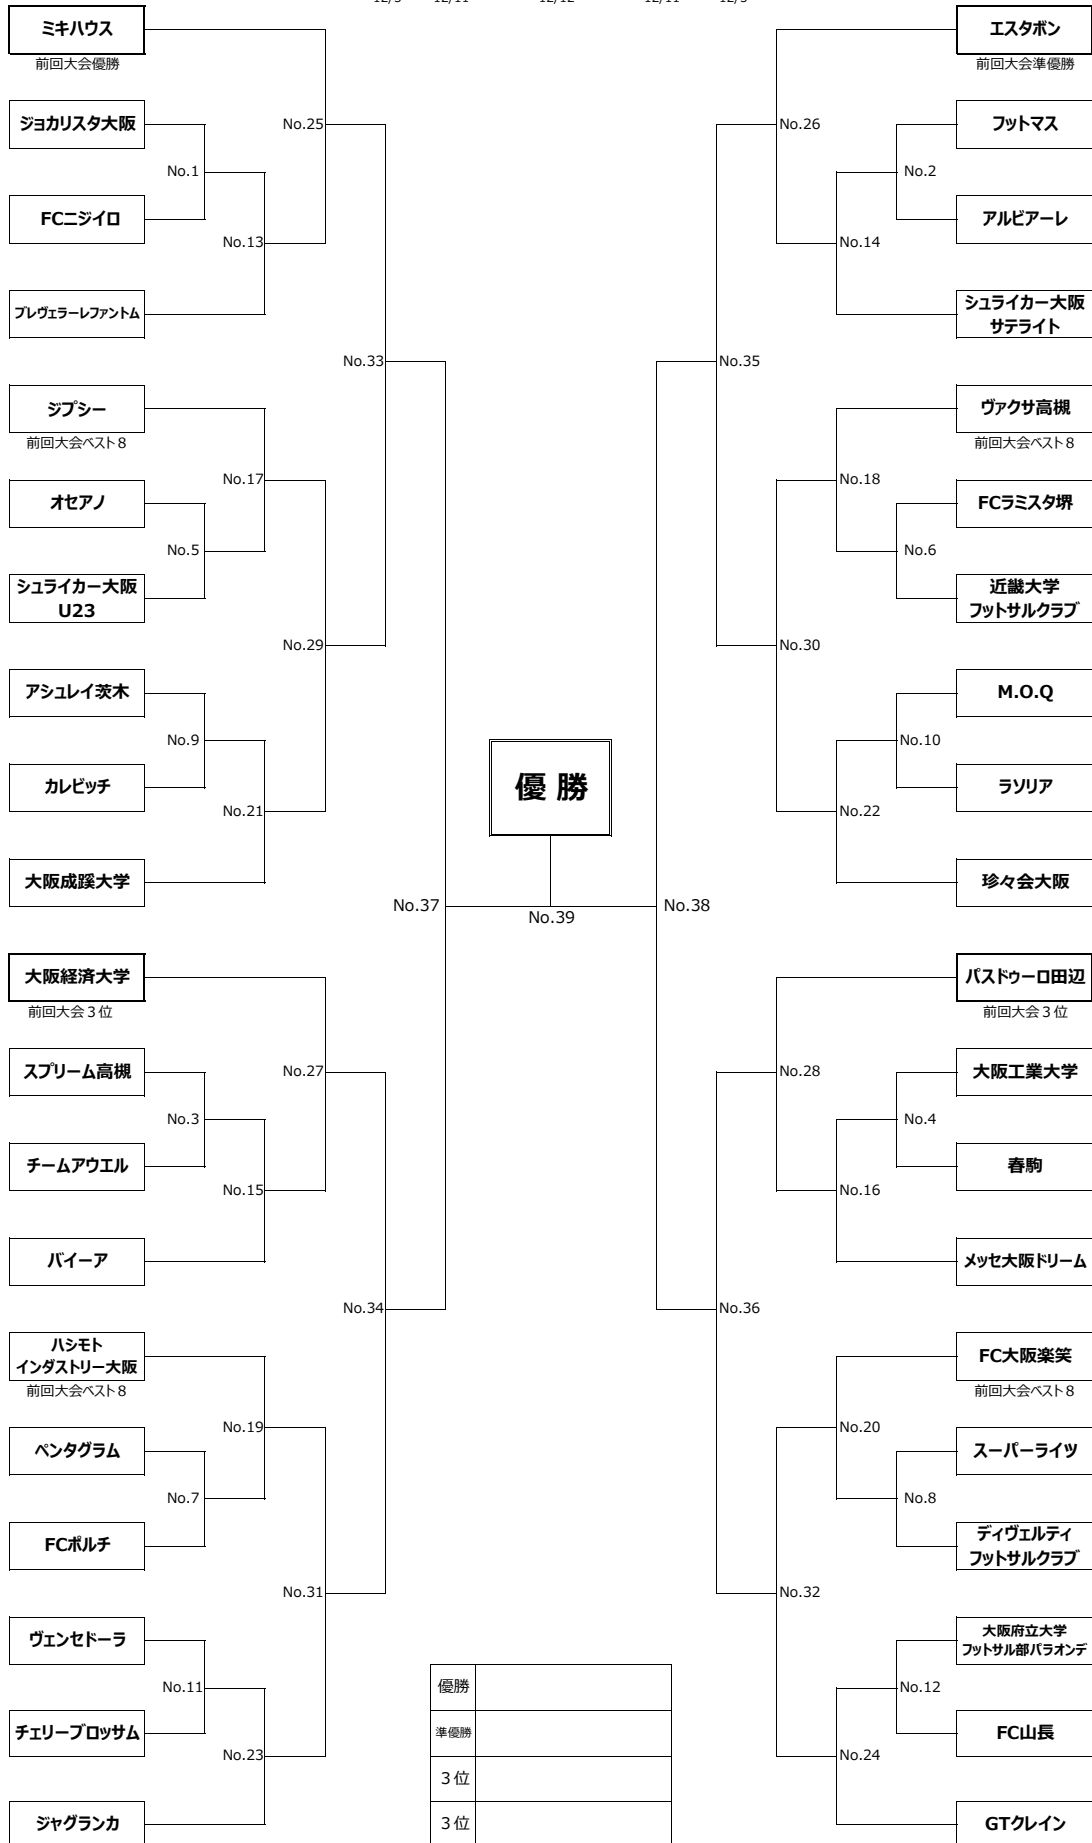 ミキハウス
前回大会優勝
ジョカリスタ大阪
No.25
No.1
FCニジイロ
No.13
プレヴェラーレファントム
No.33
ジプシー
前回大会ベスト8
No.17
オセアノ
No.5
シュライカー大阪
U23
No.29
アシュレイ茨木
No.9
カレビッチ
No.21
大阪成蹊大学
No.37
大阪経済大学
前回大会3位
スプリーム高槻
No.27
No.3
チームアウエル
No.15
バイーア
No.34
ハシモト
インダストリー大阪
前回大会ベスト8
No.19
ペンタグラム
No.7
FCポルチ
No.31
ヴェンセドーラ
No.11
チェリーブロッサム
No.23
ジャグランカ
優 勝
No.39
優勝
準優勝
3位
3位
エスタボン
前回大会準優勝
No.26
フットマス
No.2
アルビアーレ
No.14
シュライカー大阪
サテライト
No.35
ヴァクサ高槻
前回大会ベスト8
No.18
FCラミスタ堺
No.6
近畿大学
フットサルクラブ
No.30
M.O.Q
No.10
ラソリア
No.22
珍々会大阪
No.38
パスドゥーロ田辺
前回大会3位
No.28
大阪工業大学
No.4
春駒
No.16
メッセ大阪ドリーム
No.36
FC大阪楽笑
前回大会ベスト8
No.20
スーパーライツ
No.8
ディヴェルティ
フットサルクラブ
No.32
大阪府立大学
フットサル部パラオンデ
No.12
FC山長
No.24
GTクレイン